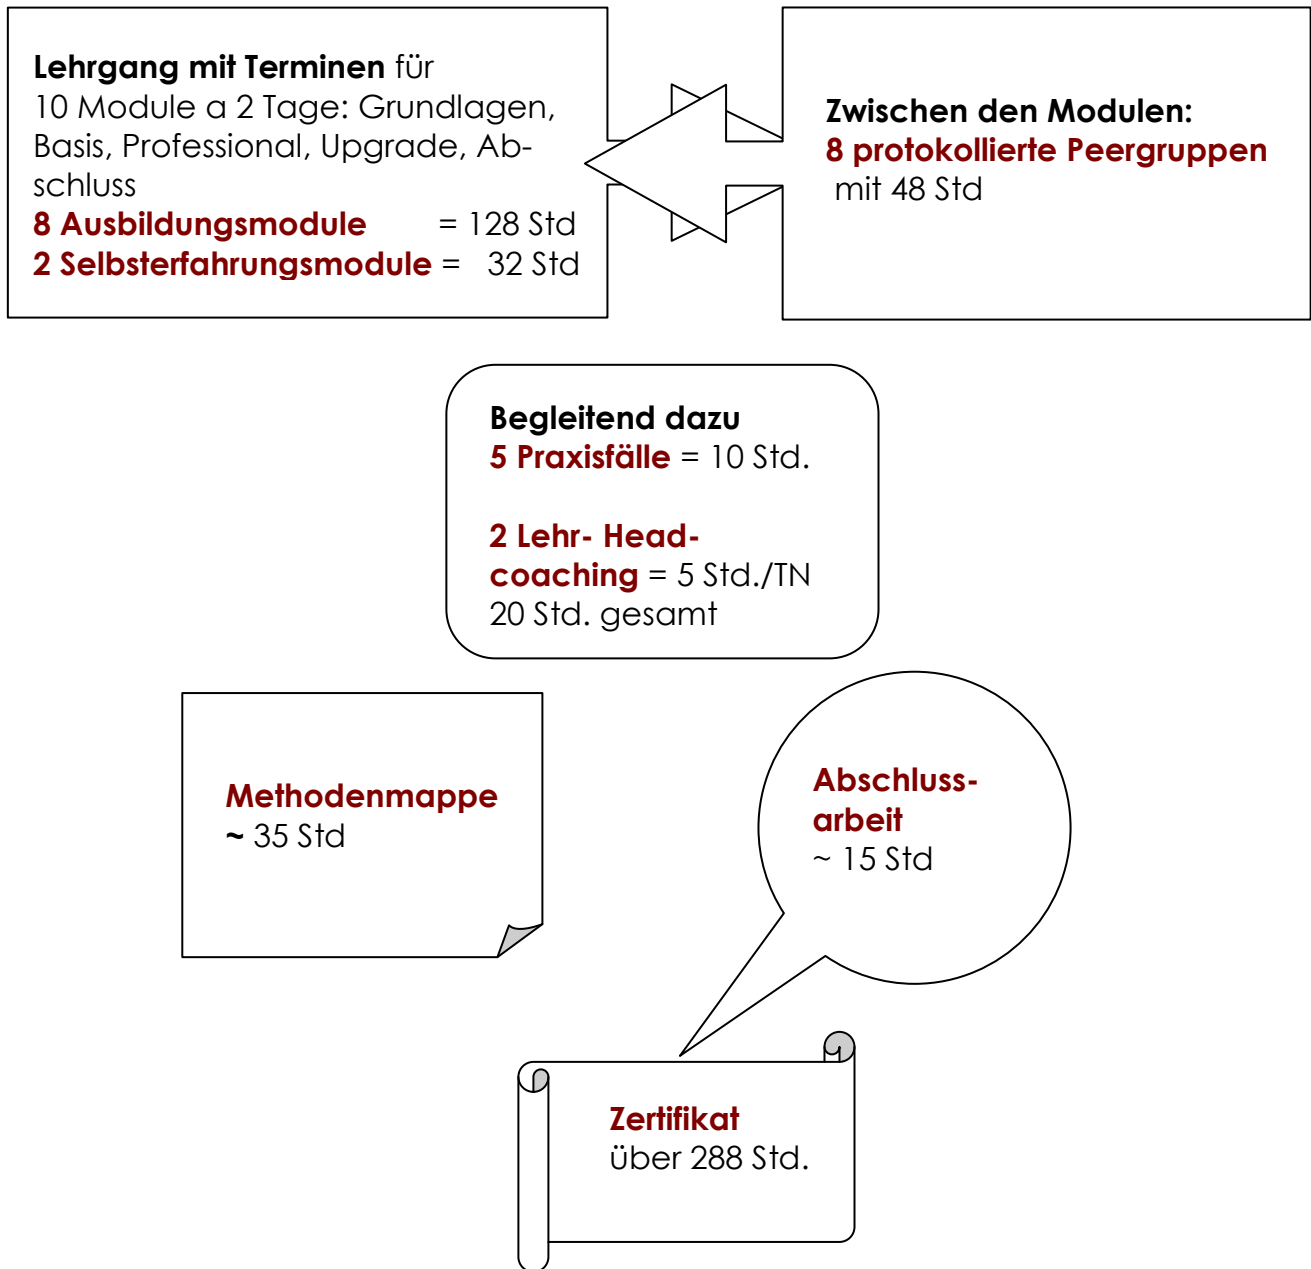 Lehrgang mit Terminen für
10 Module a 2 Tage: Grundlagen,
Basis, Professional, Upgrade, Ab-
schluss
8 Ausbildungsmodule = 128 Std
2 Selbsterfahrungsmodule = 32 Std
Zwischen den Modulen:
8 protokollierte Peergruppen
mit 48 Std
Begleitend dazu
5 Praxisfälle = 10 Std.
2 Lehr- Head-
coaching = 5 Std./TN
20 Std. gesamt
Methodenmappe
~ 35 Std
Abschluss-
arbeit
~ 15 Std
Zertifikat
über 288 Std.